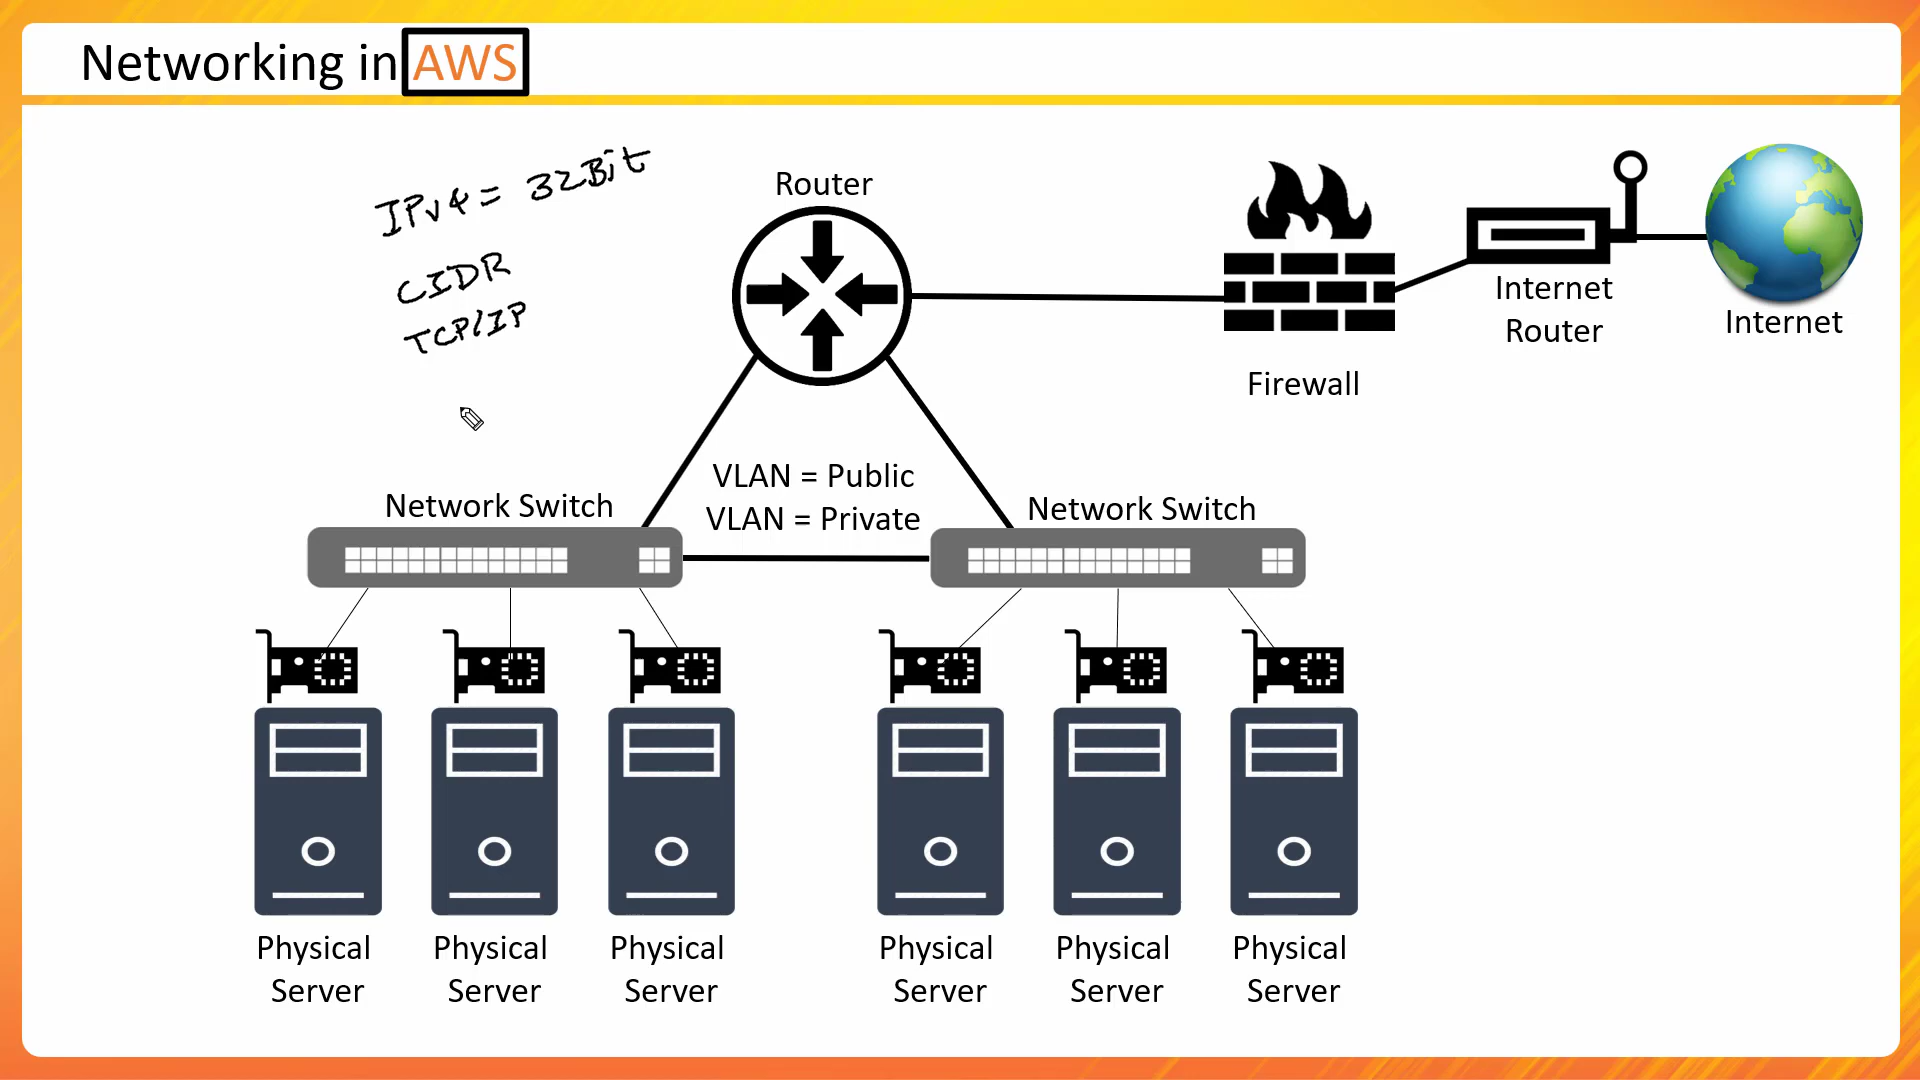 Networking in AWS
IPv4 = 32Bit
CIDR
TCP/IP
Router
Firewall
Internet
Router
Internet
VLAN = Public
VLAN = Private
Network Switch
Network Switch
Physical
Server
Physical
Server
Physical
Server
Physical
Server
Physical
Server
Physical
Server